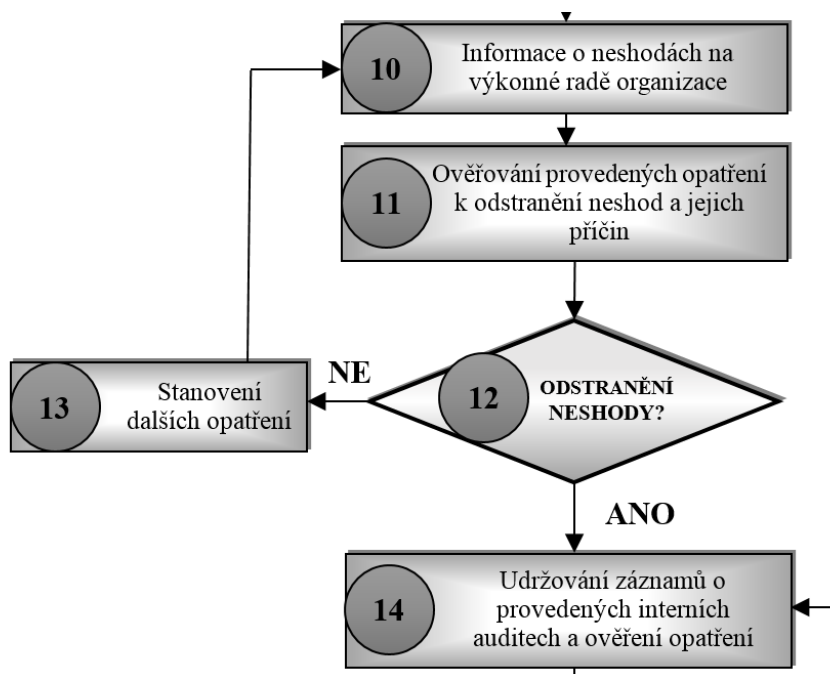 10
Informace o neshodách na
výkonné radě organizace
11
Ověřování provedených opatření
k odstranění neshod a jejich
příčin
12
ODSTRANĚNÍ
NESHODY?
NE
13
Stanovení
dalších opatření
ANO
14
Udržování záznamů o
provedených interních
auditech a ověření opatření